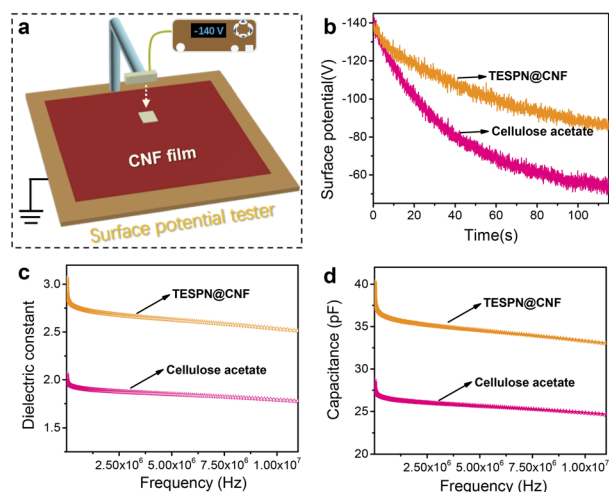 a
-140 V
CNF film
Surface potential tester
b
-140
-120
-100
-80
-60
Surface potential(V)
TESPN@CNF
Cellulose acetate
0
20
40
60
80
100
Time(s)
c
3.0
2.5
2.0
1.5
Dielectric constant
TESPN@CNF
Cellulose acetate
2.50x10⁶
5.00x10⁶
7.50x10⁶
1.00x10⁷
Frequency (Hz)
d
40
35
30
25
20
Capacitance (pF)
TESPN@CNF
Cellulose acetate
2.50x10⁶
5.00x10⁶
7.50x10⁶
1.00x10⁷
Frequency (Hz)